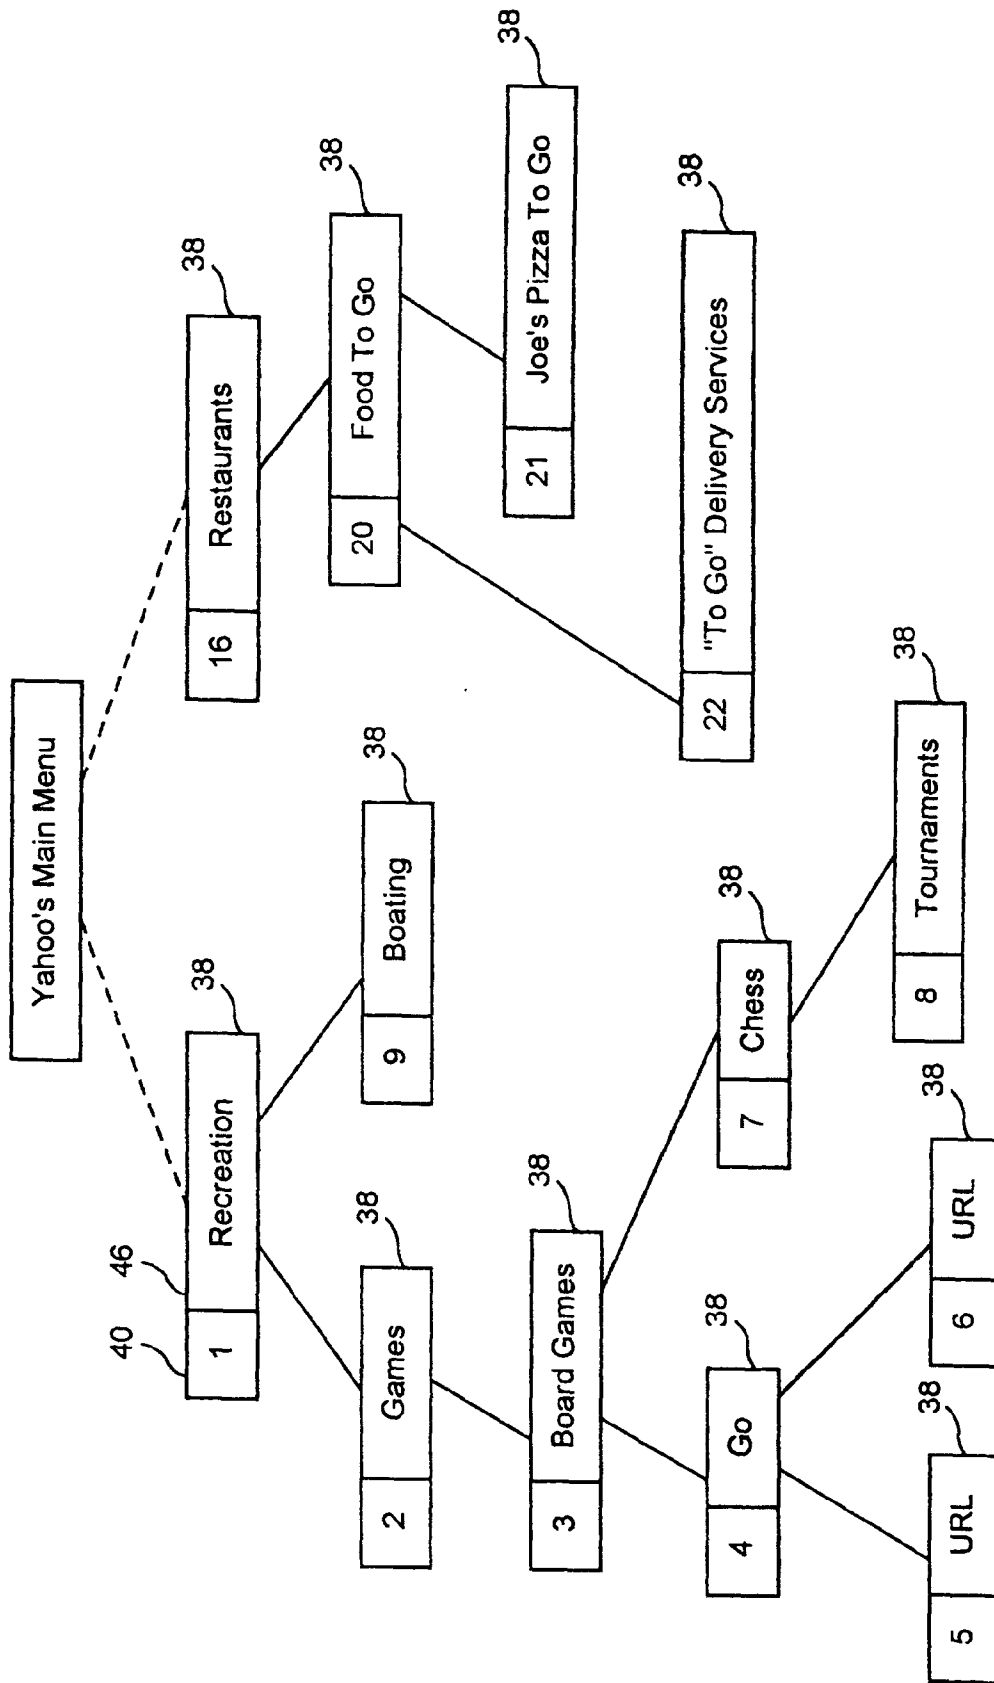 Yahoo's Main Menu
40
46
38
1 Recreation
38
16 Restaurants
38
2 Games
38
9 Boating
38
20 Food To Go
38
3 Board Games
38
21 Joe's Pizza To Go
38
4 Go
38
7 Chess
38
22 "To Go" Delivery Services
38
5 URL
38
6 URL
38
8 Tournaments
38